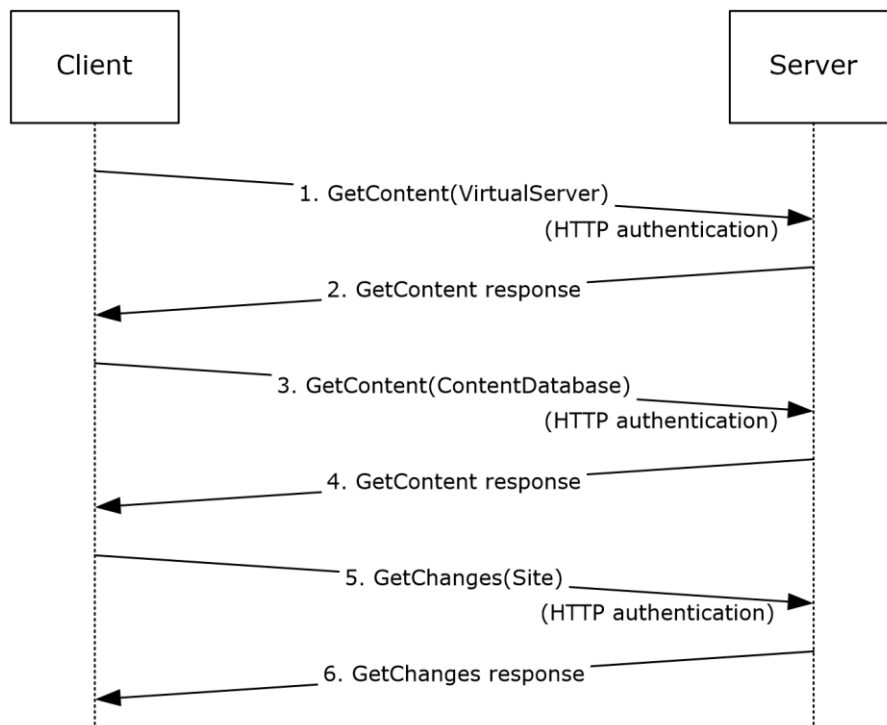 Client
Server
1. GetContent(VirtualServer)
(HTTP authentication)
2. GetContent response
3. GetContent(ContentDatabase)
(HTTP authentication)
4. GetContent response
5. GetChanges(Site)
(HTTP authentication)
6. GetChanges response